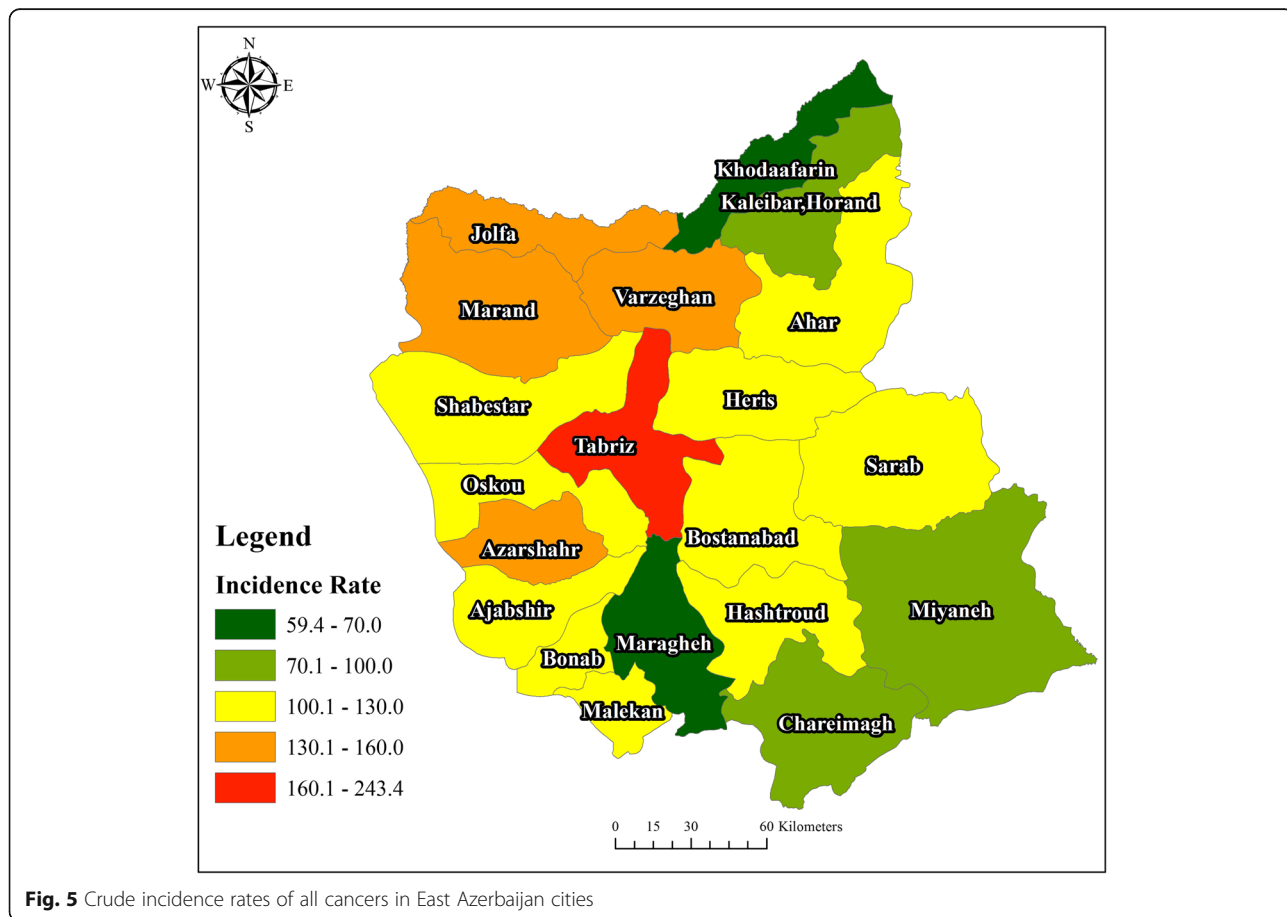 N
W E
S
Khodaafarin
Kaleibar,Horand
Jolfa
Marand
Varzeghan
Ahar
Shabestar
Heris
Tabriz
Sarab
Oskou
Azarshahr
Bostanabad
Ajabshir
Hashtroud
Miyaneh
Maragheh
Bonab
Malekan
Chareimagh
Legend
Incidence Rate
59.4 - 70.0
70.1 - 100.0
100.1 - 130.0
130.1 - 160.0
160.1 - 243.4
0 15 30 60 Kilometers
Fig. 5 Crude incidence rates of all cancers in East Azerbaijan cities